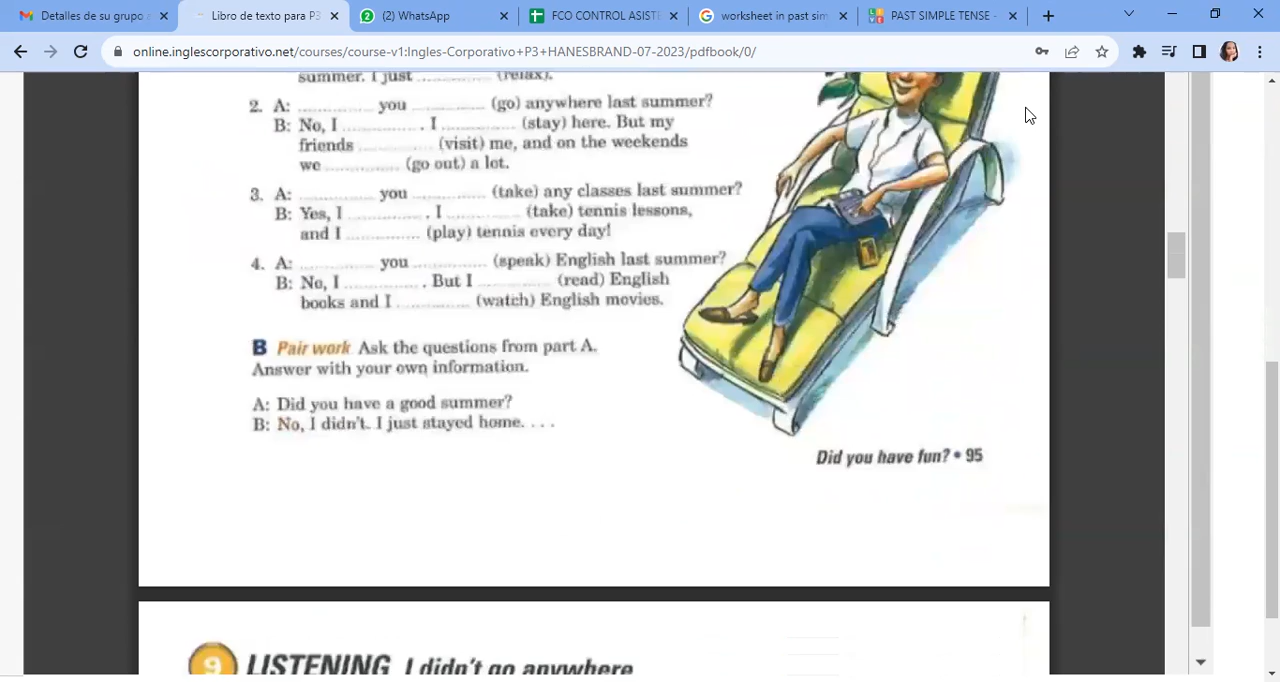 Detalles de su grupo
Libro de texto para P3
(2) WhatsApp
FCO CONTROL ASIST
worksheet in past sim
PAST SIMPLE TENSE -
online.inglescorporativo.net/courses/course-v1:Ingles-Corporativo+P3+HANESBRAND-07-2023/pdfbook/0/
summer. I just ............ (relax).
2. A: ............ you ............ (go) anywhere last summer?
B: No, I ............ . I ............ (stay) here. But my
friends ............ (visit) me, and on the weekends
we ............ (go out) a lot.
3. A: ............ you ............ (take) any classes last summer?
B: Yes, I ............ . I ............ (take) tennis lessons,
and I ............ (play) tennis every day!
4. A: ............ you ............ (speak) English last summer?
B: No, I ............ . But I ............ (read) English
books and I ............ (watch) English movies.
B Pair work Ask the questions from part A.
Answer with your own information.
A: Did you have a good summer?
B: No, I didn't. I just stayed home. . . .
Did you have fun? • 95
9 LISTENING I didn't go anywhere